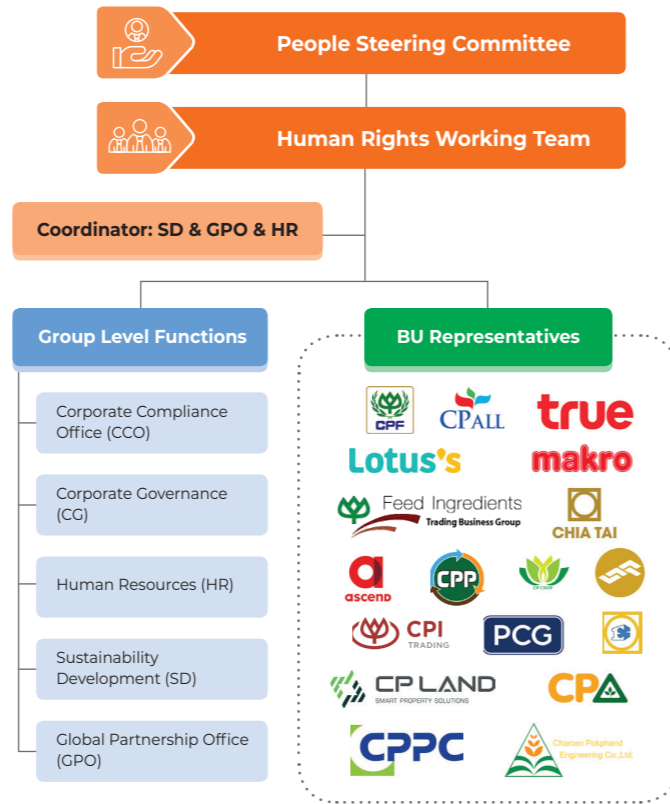 People Steering Committee
Human Rights Working Team
Coordinator: SD & GPO & HR
Group Level Functions
BU Representatives
Corporate Compliance
Office (CCO)
Corporate Governance
(CG)
Human Resources (HR)
Sustainability
Development (SD)
Global Partnership Office
(GPO)
CPF
CPALL
true
Lotus's
makro
Feed Ingredients
Trading Business Group
CHIA TAI
ascend
CPP
CPI
TRADING
PCG
CP LAND
SMART PROPERTY SOLUTIONS
CPA
CPPC
Charoen Pokphand
Engineering Co.,Ltd.